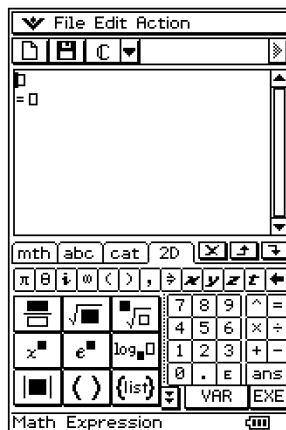 File Edit Action
ℂ
□
=□
mth abc cat 2D
π θ i ∞ ( ) , ⇒ x y z t ←
■/■ √■ ■√□ 7 8 9 ^ =
4 5 6 × ÷
x■ e■ log■□ 1 2 3 + −
|■| ( ) {list} 0 . E ans
VAR EXE
Math Expression